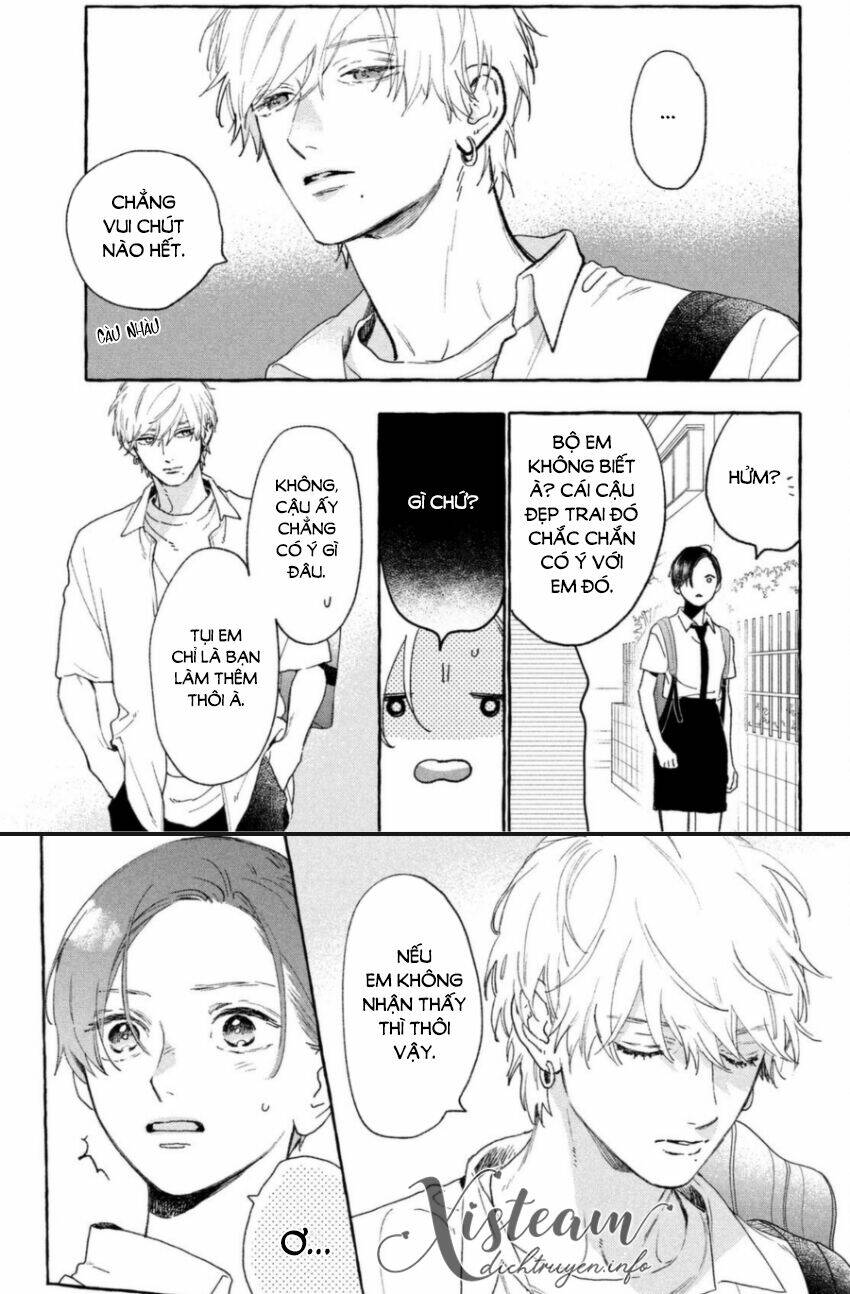 ...
CHẲNG
VUI CHÚT
NÀO HẾT.
CÀU NHÀU
HỬM?
BỘ EM
KHÔNG BIẾT
À? CÁI CẬU
ĐẸP TRAI ĐÓ
CHẮC CHẮN
CÓ Ý VỚI
EM ĐÓ.
GÌ CHỨ?
KHÔNG,
CẬU ẤY
CHẲNG
CÓ Ý GÌ
ĐÂU.
TỤI EM
CHỈ LÀ BẠN
LÀM THÊM
THÔI À.
NẾU
EM KHÔNG
NHẬN THẤY
THÌ THÔI
VẬY.
Ơ...
Xisteam
dichtruyen.info